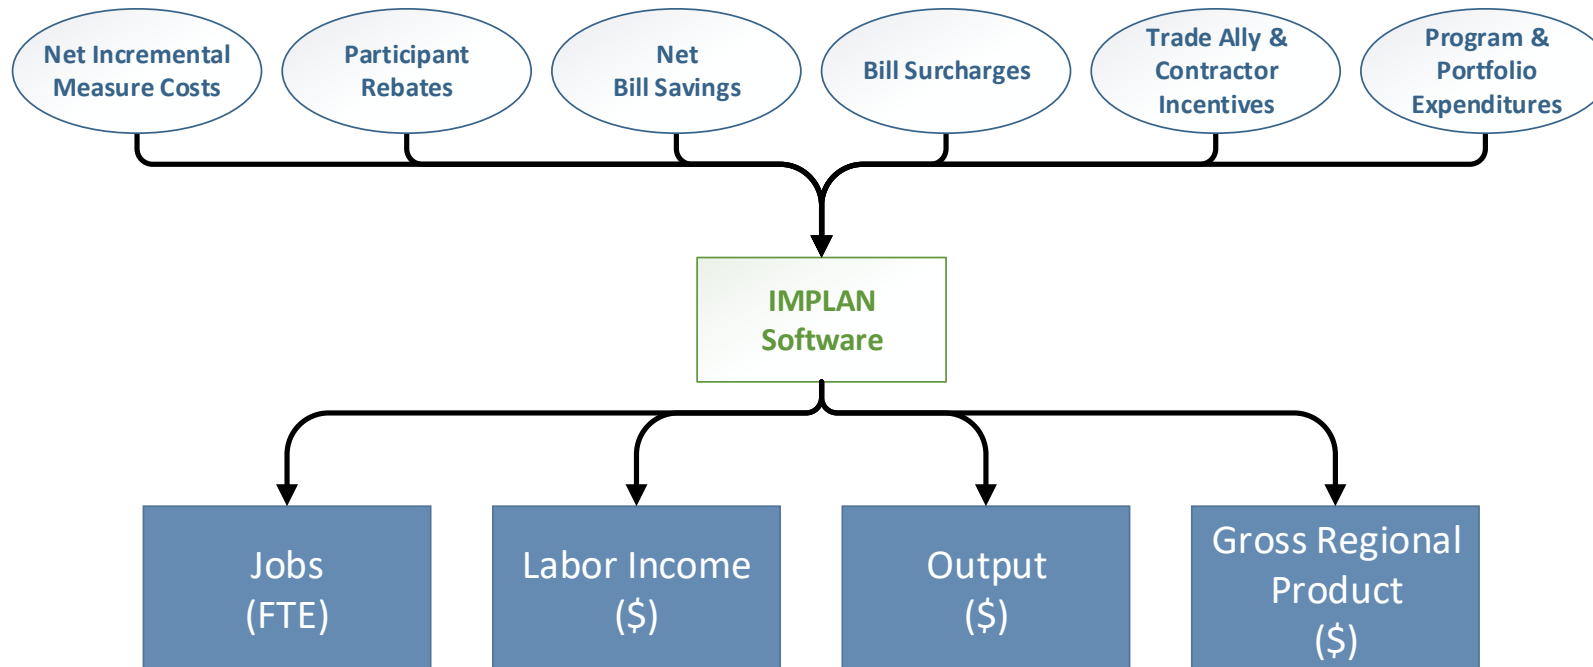 Net Incremental
Measure Costs
Participant
Rebates
Net
Bill Savings
Bill Surcharges
Trade Ally &
Contractor
Incentives
Program &
Portfolio
Expenditures
IMPLAN
Software
Jobs
(FTE)
Labor Income
($)
Output
($)
Gross Regional
Product
($)